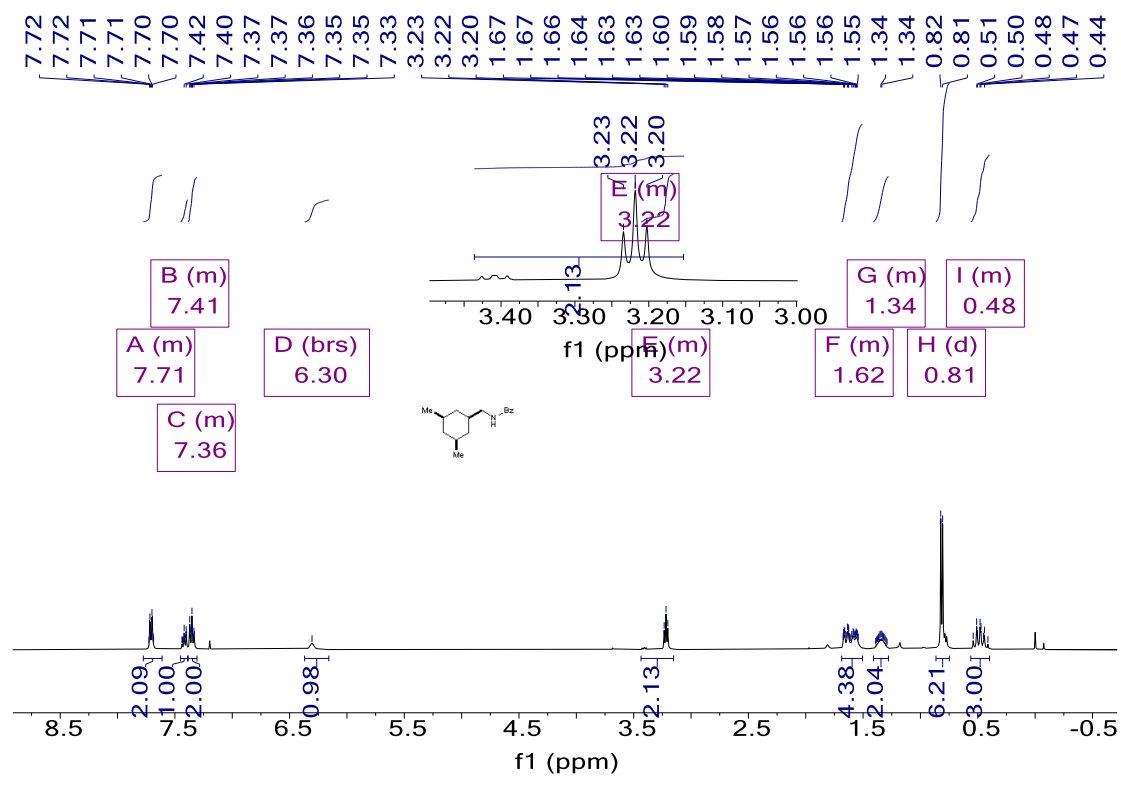 7.72 7.72 7.71 7.71 7.70 7.70 7.42 7.40 7.37 7.37 7.36 7.35 7.35 7.33 3.23 3.22 3.20 1.67 1.67 1.66 1.64 1.63 1.63 1.60 1.59 1.58 1.57 1.56 1.56 1.56 1.55 1.34 1.34 0.82 0.81 0.51 0.50 0.48 0.47 0.44
3.23 3.22 3.20
E (m)
3.22
2.13
3.40 3.30 3.20 3.10 3.00
f1 (ppm)
B (m)
7.41
G (m)
1.34
I (m)
0.48
A (m)
7.71
D (brs)
6.30
E (m)
3.22
F (m)
1.62
H (d)
0.81
C (m)
7.36
Me
N
H
Bz
Me
2.09 1.00 2.00 0.98 2.13 4.38 2.04 6.21 3.00
8.5 7.5 6.5 5.5 4.5 3.5 2.5 1.5 0.5 -0.5
f1 (ppm)